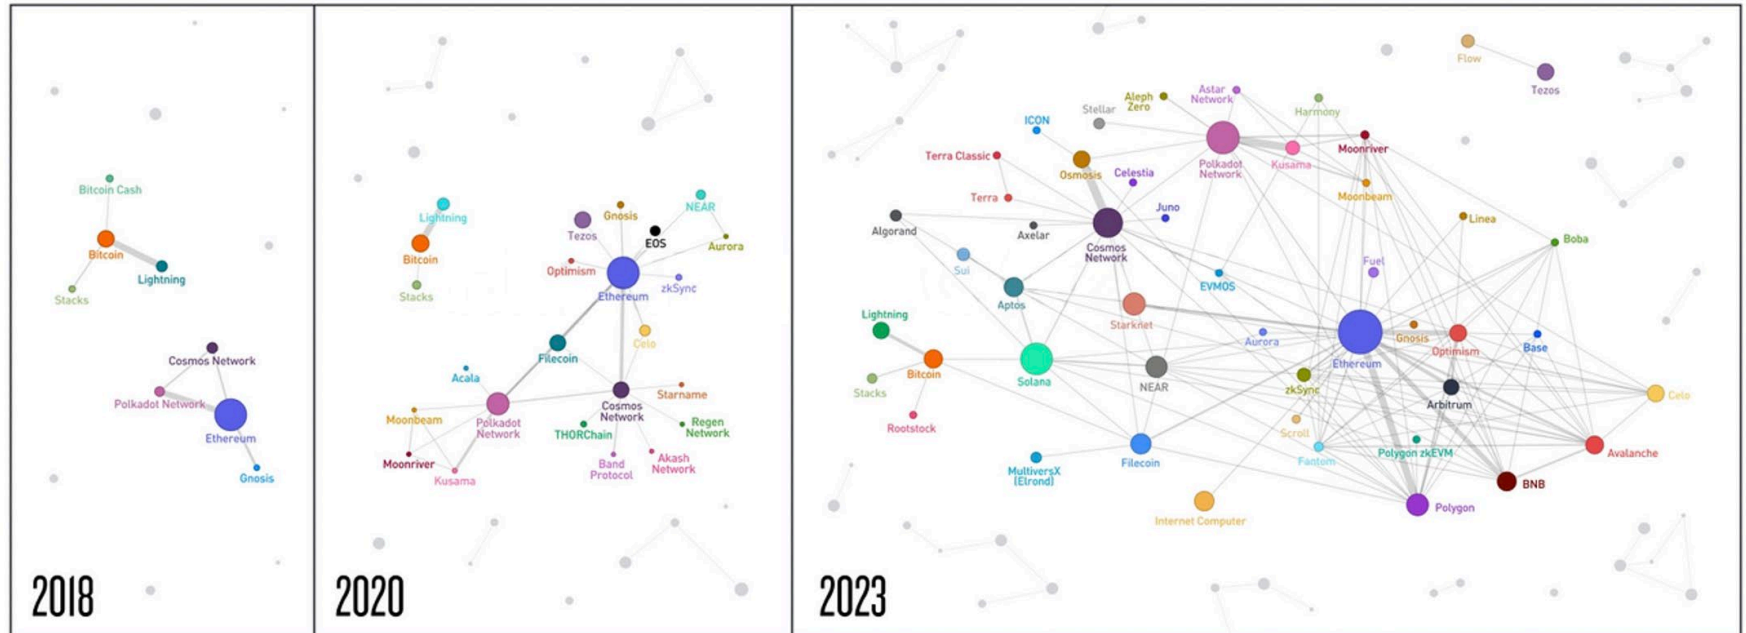 Bitcoin Cash
Bitcoin
Lightning
Stacks
Cosmos Network
Polkadot Network
Ethereum
Gnosis
2018
Lightning
Bitcoin
Stacks
NEAR
Gnosis
Tezos
EOS
Aurora
Optimism
zkSync
Ethereum
Celo
Filecoin
Acala
Starname
Cosmos
Network
Moonbeam
Polkadot
Network
THORChain
Regen
Network
Moonriver
Kusama
Band
Protocol
Akash
Network
2020
Flow
Tezos
Astar
Network
Aleph
Zero
Stellar
Harmony
ICON
Moonriver
Terra Classic
Osmosis
Celestia
Polkadot
Network
Kusama
Terra
Moonbeam
Juno
Algorand
Axelar
Linea
Cosmos
Network
Boba
Sui
Fuel
EVMOS
Aptos
Lightning
Starknet
Aurora
Gnosis
Optimism
Base
Bitcoin
Solana
Ethereum
NEAR
zkSync
Stacks
Arbitrum
Celo
Rootstock
Scroll
Filecoin
Fantom
Polygon zkEVM
Avalanche
MultiversX
(Elrond)
BNB
Polygon
Internet Computer
2023